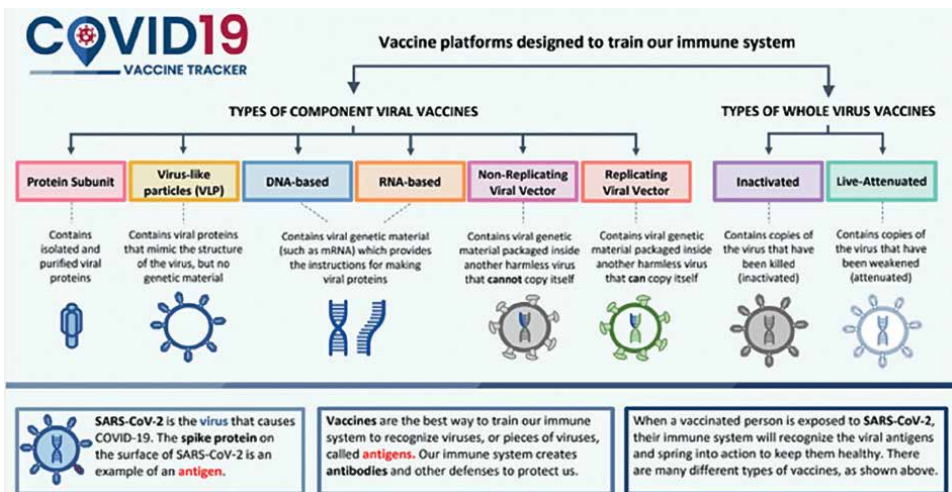 COVID19
VACCINE TRACKER
Vaccine platforms designed to train our immune system
TYPES OF COMPONENT VIRAL VACCINES
TYPES OF WHOLE VIRUS VACCINES
Protein Subunit
Contains
isolated and
purified viral
proteins
Virus-like
particles (VLP)
Contains viral proteins
that mimic the structure
of the virus, but no
genetic material
DNA-based
RNA-based
Contains viral genetic material
(such as mRNA) which provides
the instructions for making
viral proteins
Non-Replicating
Viral Vector
Contains viral genetic
material packaged inside
another harmless virus
that cannot copy itself
Replicating
Viral Vector
Contains viral genetic
material packaged inside
another harmless virus
that can copy itself
Inactivated
Contains copies of
the virus that have
been killed
(inactivated)
Live-Attenuated
Contains copies of
the virus that have
been weakened
(attenuated)
SARS-CoV-2 is the virus that causes
COVID-19. The spike protein on
the surface of SARS-CoV-2 is an
example of an antigen.
Vaccines are the best way to train our immune
system to recognize viruses, or pieces of viruses,
called antigens. Our immune system creates
antibodies and other defenses to protect us.
When a vaccinated person is exposed to SARS-CoV-2,
their immune system will recognize the viral antigens
and spring into action to keep them healthy. There
are many different types of vaccines, as shown above.